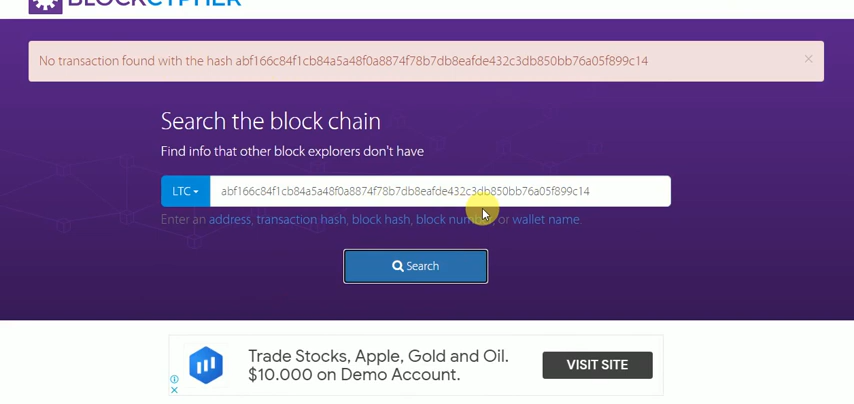 BLOCKCYPHER
No transaction found with the hash abf166c84f1cb84a5a48f0a8874f78b7db8eafde432c3db850bb76a05f899c14
×
Search the block chain
Find info that other block explorers don't have
LTC
abf166c84f1cb84a5a48f0a8874f78b7db8eafde432c3db850bb76a05f899c14
Enter an address, transaction hash, block hash, block number, or wallet name.
Search
Trade Stocks, Apple, Gold and Oil.
$10.000 on Demo Account.
VISIT SITE